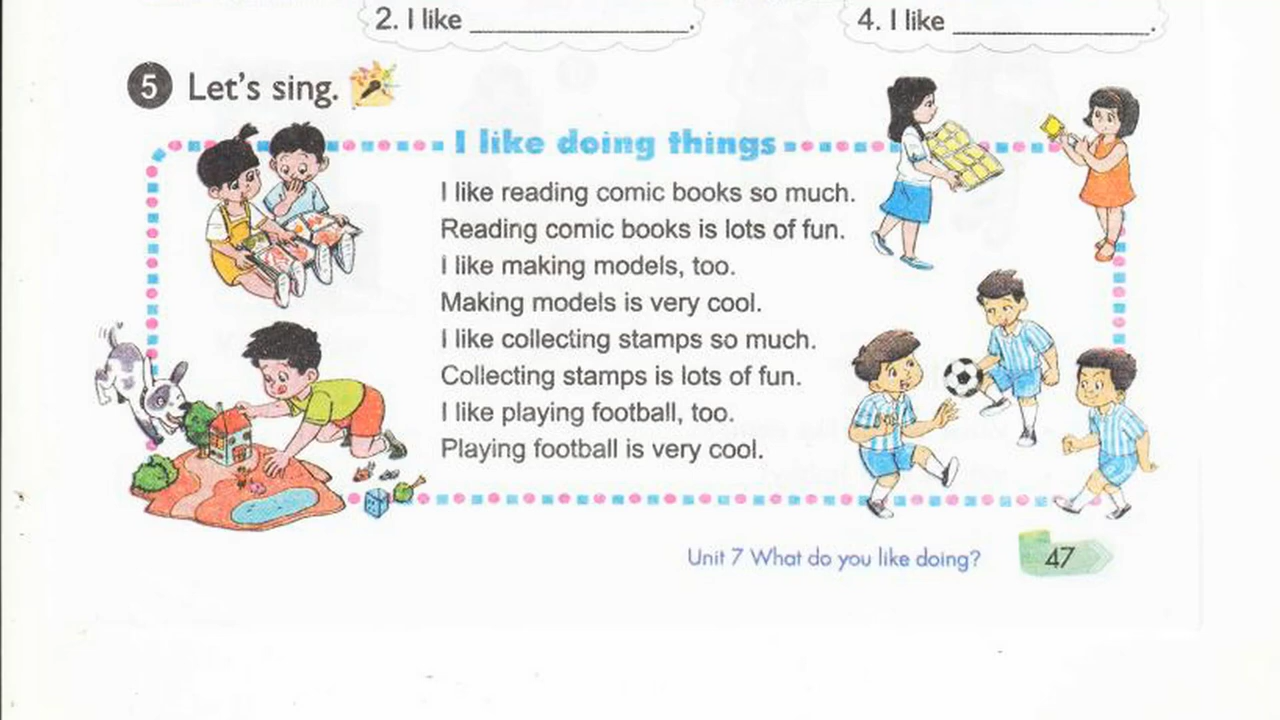 2. I like ____________________.
4. I like ____________________.
5 Let's sing.
I like doing things
I like reading comic books so much.
Reading comic books is lots of fun.
I like making models, too.
Making models is very cool.
I like collecting stamps so much.
Collecting stamps is lots of fun.
I like playing football, too.
Playing football is very cool.
Unit 7 What do you like doing? 47